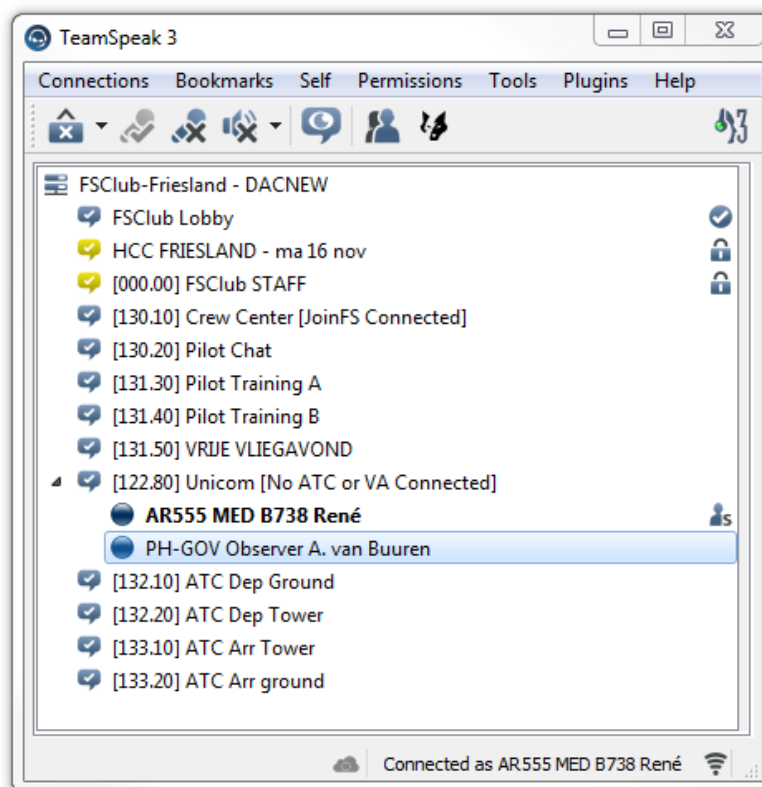 TeamSpeak 3
Connections Bookmarks Self Permissions Tools Plugins Help
FSClub-Friesland - DACNEW
FSClub Lobby
HCC FRIESLAND - ma 16 nov
[000.00] FSClub STAFF
[130.10] Crew Center [JoinFS Connected]
[130.20] Pilot Chat
[131.30] Pilot Training A
[131.40] Pilot Training B
[131.50] VRIJE VLIEGAVOND
[122.80] Unicom [No ATC or VA Connected]
AR555 MED B738 René
PH-GOV Observer A. van Buuren
[132.10] ATC Dep Ground
[132.20] ATC Dep Tower
[133.10] ATC Arr Tower
[133.20] ATC Arr ground
Connected as AR555 MED B738 René